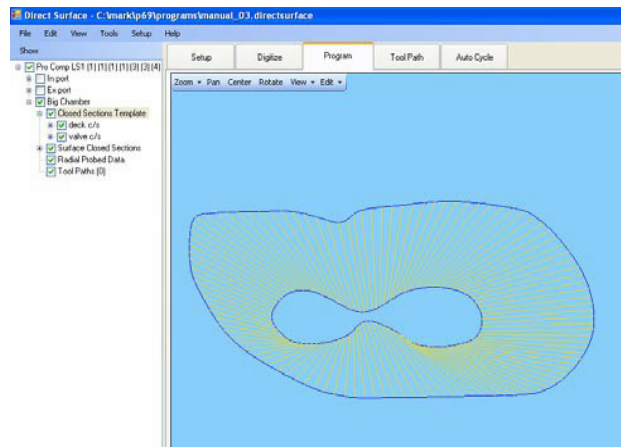 Direct Surface - C:\mark\p69\programs\manual_03.directsurface
File Edit View Tools Setup Help
Show
Pro Comp LS1 (1) (1) (1) (1) (3) (3) (4)
In port
Ex port
Big Chamber
Closed Sections Template
deck c/s
valve c/s
Surface Closed Sections
Radial Probed Data
Tool Paths (0)
Setup Digitize Program Tool Path Auto Cycle
Zoom Pan Center Rotate View Edit